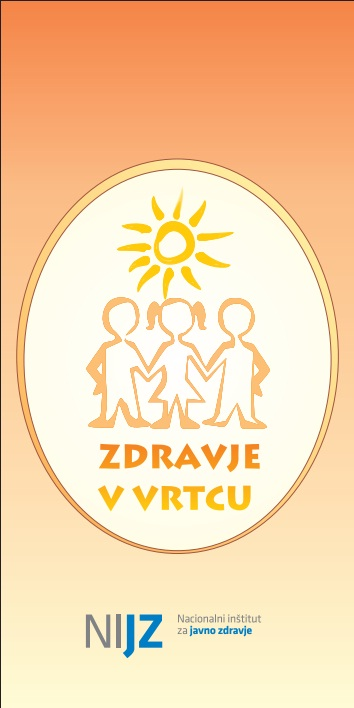 ZDRAVJE
V VRTCU
NIJZ
Nacionalni inštitut
za javno zdravje